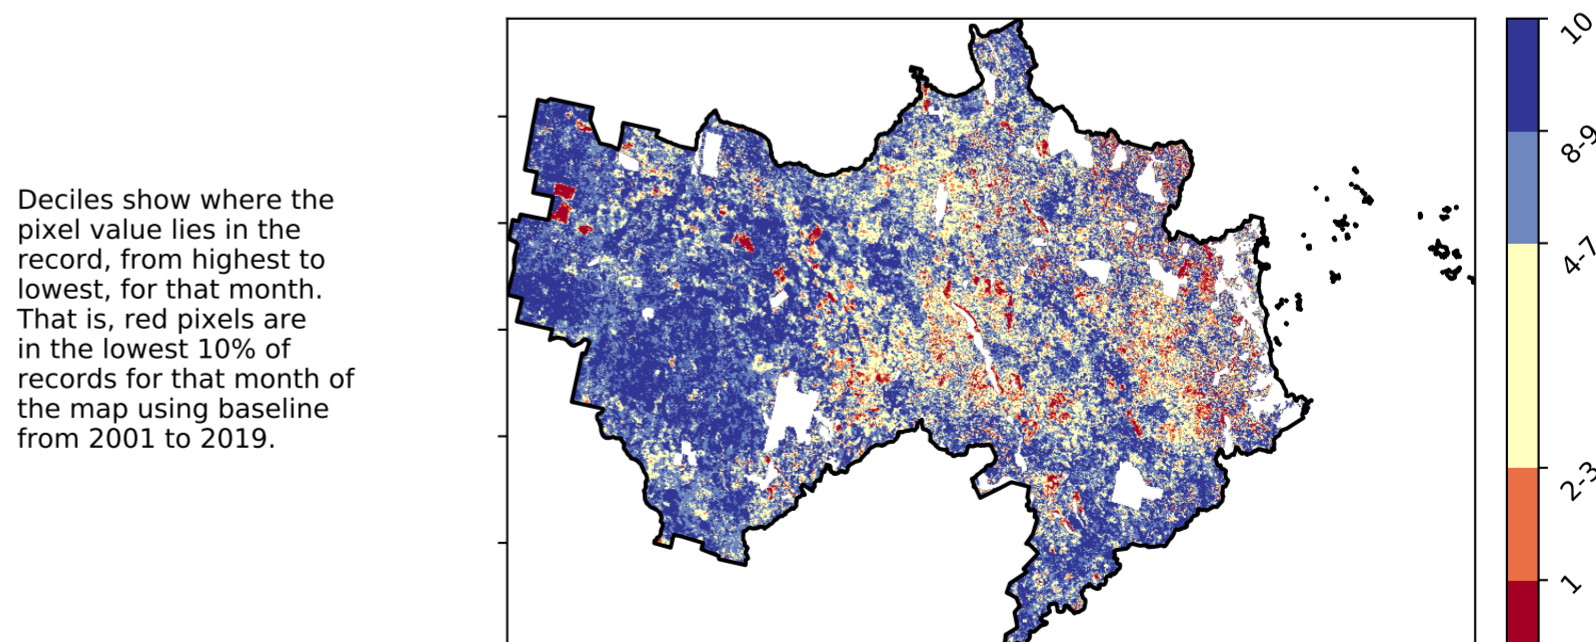 Deciles show where the
pixel value lies in the
record, from highest to
lowest, for that month.
That is, red pixels are
in the lowest 10% of
records for that month of
the map using baseline
from 2001 to 2019.
10
8-9
4-7
2-3
1